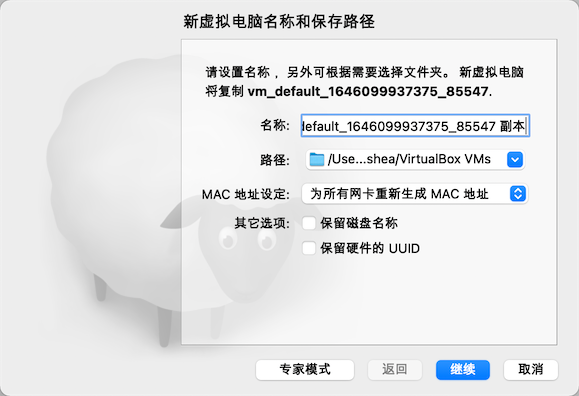 新虚拟电脑名称和保存路径
请设置名称，另外可根据需要选择文件夹。 新虚拟电脑
将复制 vm_default_1646099937375_85547.
名称: default_1646099937375_85547 副本
路径: /Use...shea/VirtualBox VMs
MAC 地址设定: 为所有网卡重新生成 MAC 地址
其它选项: 保留磁盘名称
保留硬件的 UUID
专家模式 返回 继续 取消